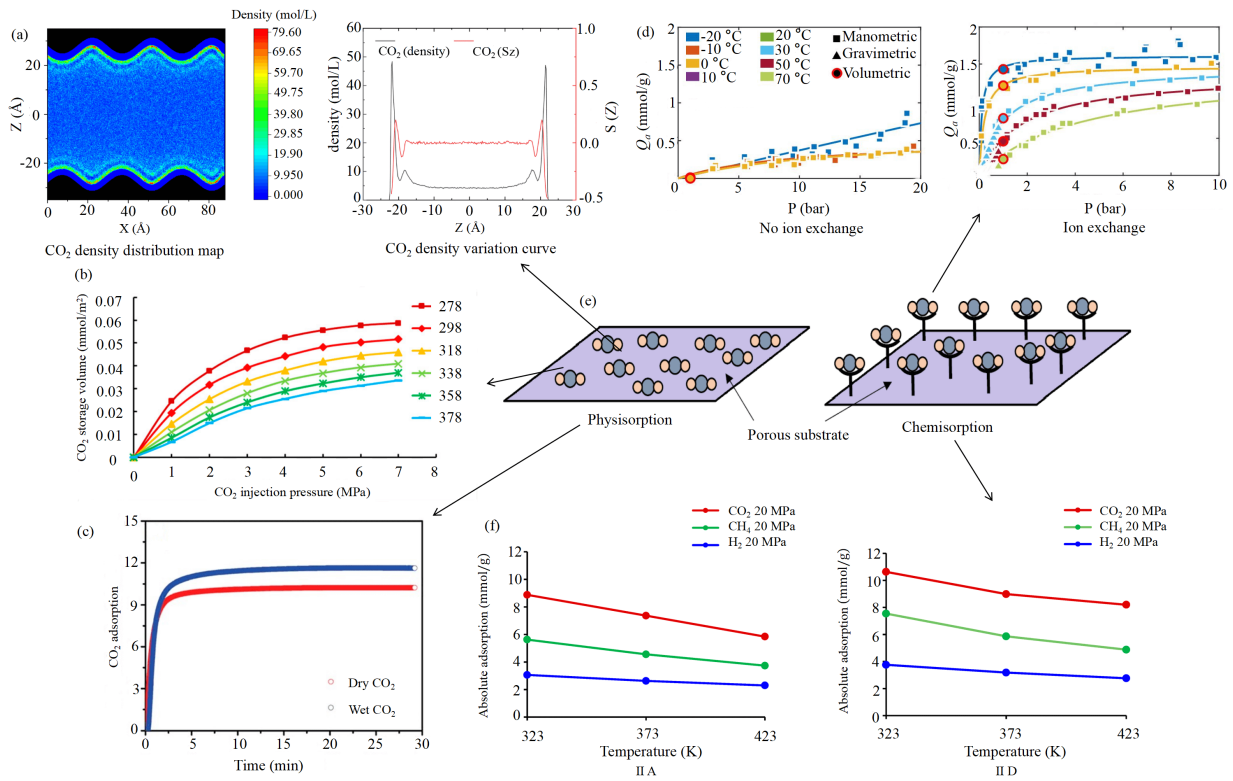 (a)
Density (mol/L)
79.60
69.65
59.70
49.75
39.80
29.85
19.90
9.950
0.000
Z (Å)
20
0
-20
0 20 40 60 80
X (Å)
CO₂ density distribution map
CO₂ (density)
CO₂ (Sz)
density (mol/L)
60
50
40
30
20
10
0
S (Z)
1.0
0.5
0.0
-0.5
-30 -20 -10 0 10 20 30
Z (Å)
CO₂ density variation curve
(d)
-20 °C
-10 °C
0 °C
10 °C
20 °C
30 °C
50 °C
70 °C
Manometric
Gravimetric
Volumetric
Qa (mmol/g)
1.5
1
0.5
0
0 5 10 15 20
P (bar)
No ion exchange
Qa (mmol/g)
1.5
1
0.5
0
0 2 4 6 8 10
P (bar)
Ion exchange
(b)
CO₂ storage volume (mmol/m²)
0.07
0.06
0.05
0.04
0.03
0.02
0.01
0
0 1 2 3 4 5 6 7 8
CO₂ injection pressure (MPa)
278
298
318
338
358
378
(e)
Physisorption
Porous substrate
Chemisorption
(c)
CO₂ adsorption
15
12
9
6
3
0
0 5 10 15 20 25 30
Time (min)
Dry CO₂
Wet CO₂
(f)
CO₂ 20 MPa
CH₄ 20 MPa
H₂ 20 MPa
Absolute adsorption (mmol/g)
12
10
8
6
4
2
0
323 373 423
Temperature (K)
II A
CO₂ 20 MPa
CH₄ 20 MPa
H₂ 20 MPa
Absolute adsorption (mmol/g)
12
10
8
6
4
2
0
323 373 423
Temperature (K)
II D